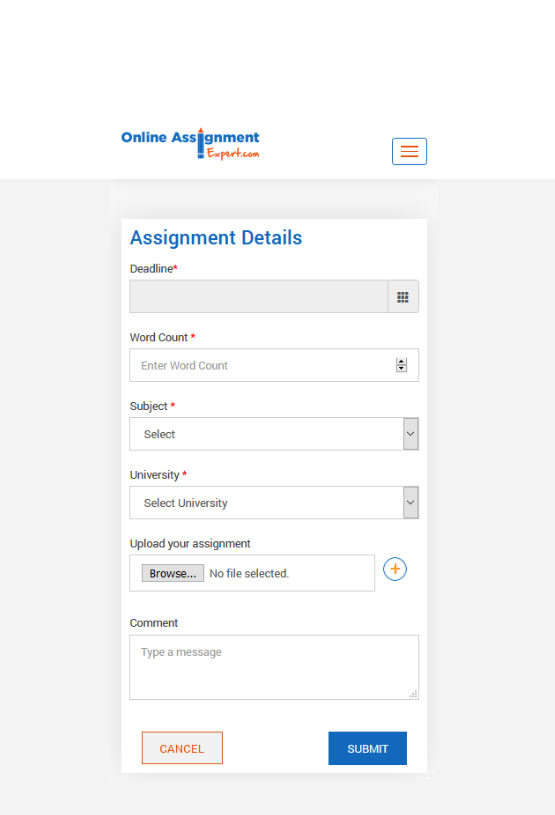 Online Assignment
Expert.com
Assignment Details
Deadline*
Word Count *
Enter Word Count
Subject *
Select
University *
Select University
Upload your assignment
Browse... No file selected.
Comment
Type a message
CANCEL SUBMIT